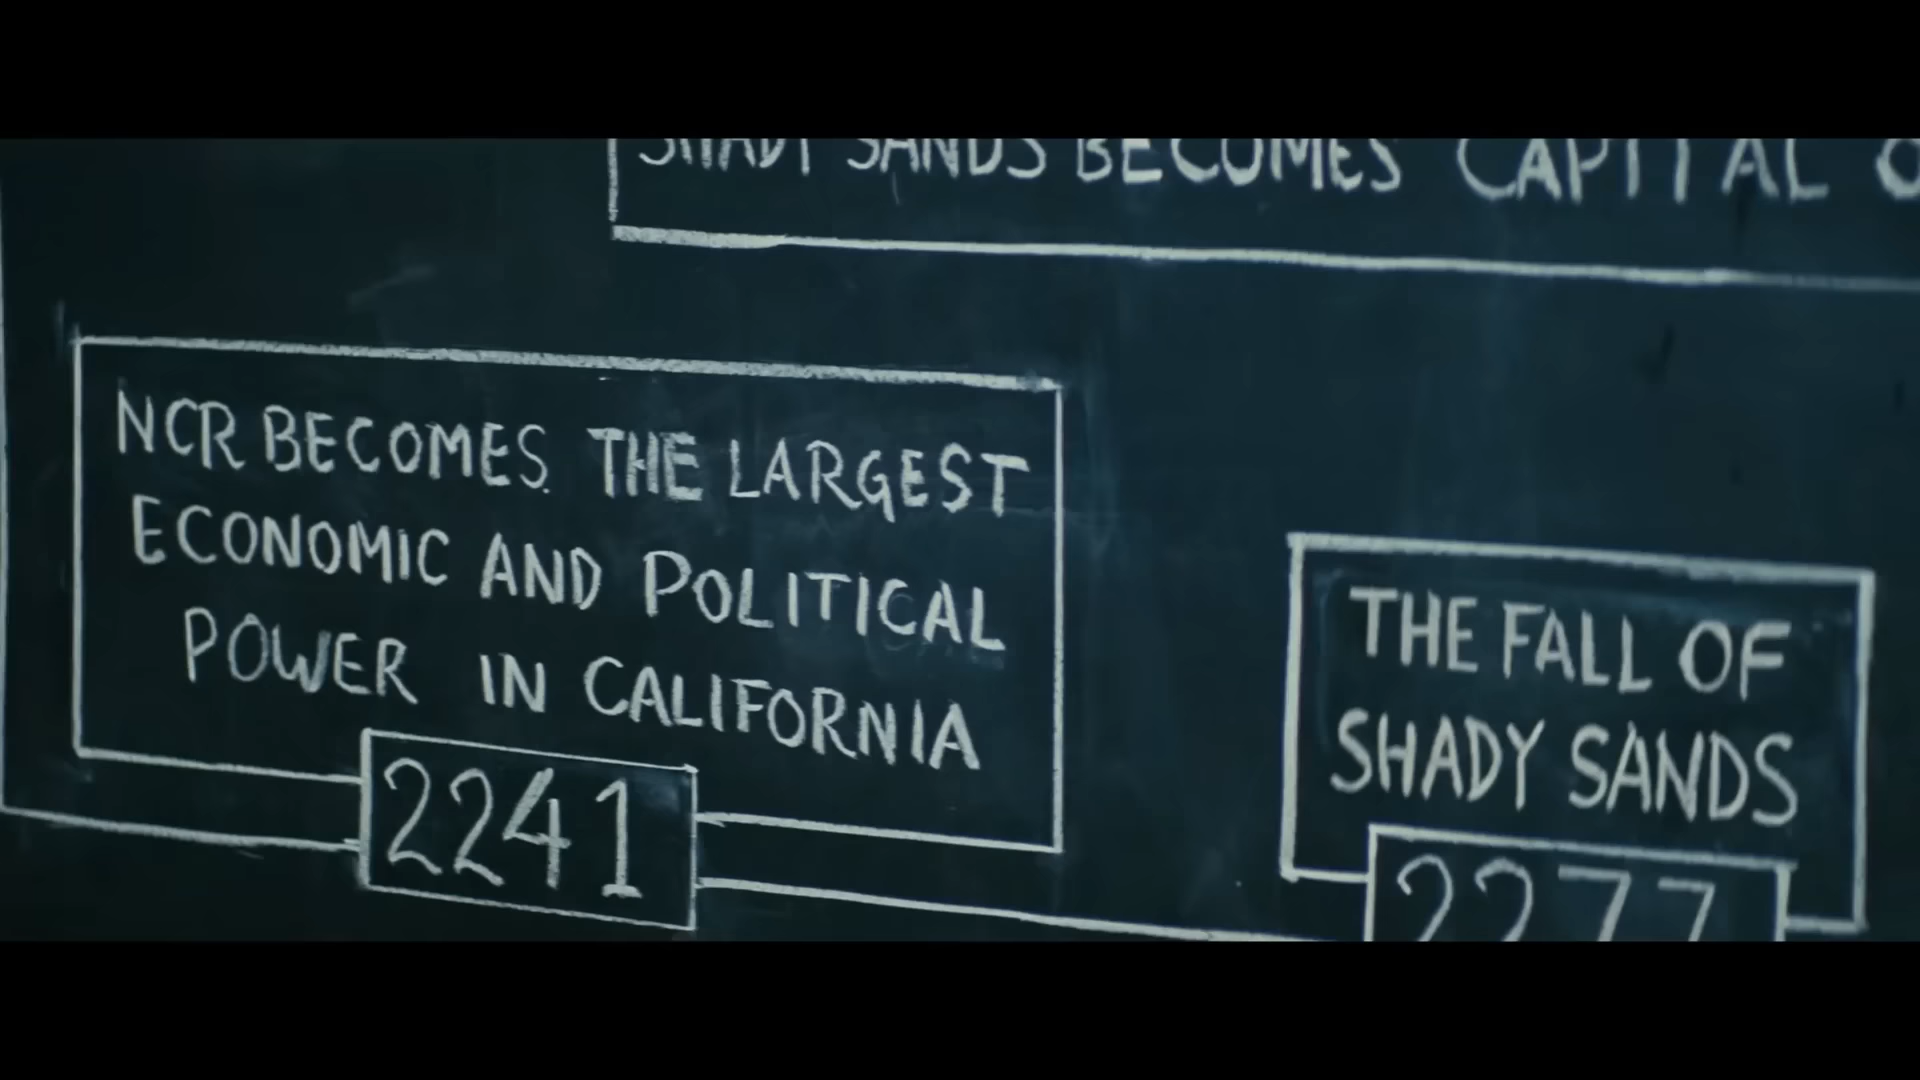 SHADY SANDS BECOMES CAPITAL O
NCR BECOMES THE LARGEST
ECONOMIC AND POLITICAL
POWER IN CALIFORNIA
2241
THE FALL OF
SHADY SANDS
2277